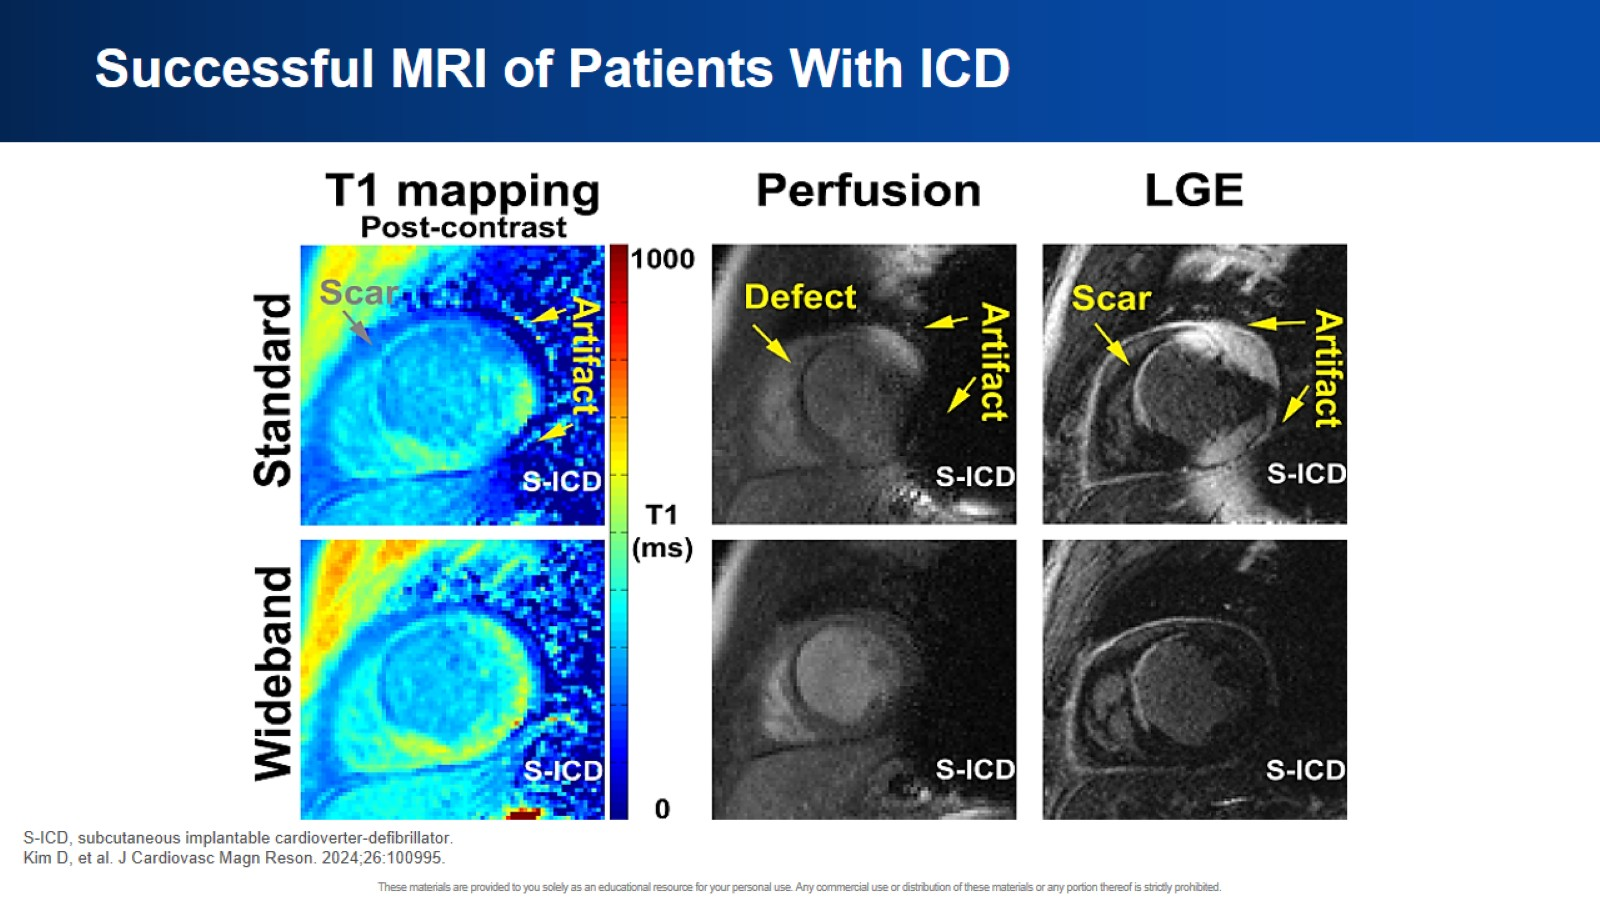 Successful MRI of Patients With ICD
T1 mapping
Post-contrast
Perfusion
LGE
Standard
Scar
Artifact
S-ICD
1000
T1
(ms)
0
Defect
Artifact
S-ICD
Scar
Artifact
S-ICD
Wideband
S-ICD
S-ICD
S-ICD
S-ICD, subcutaneous implantable cardioverter-defibrillator.
Kim D, et al. J Cardiovasc Magn Reson. 2024;26:100995.
These materials are provided to you solely as an educational resource for your personal use. Any commercial use or distribution of these materials or any portion thereof is strictly prohibited.